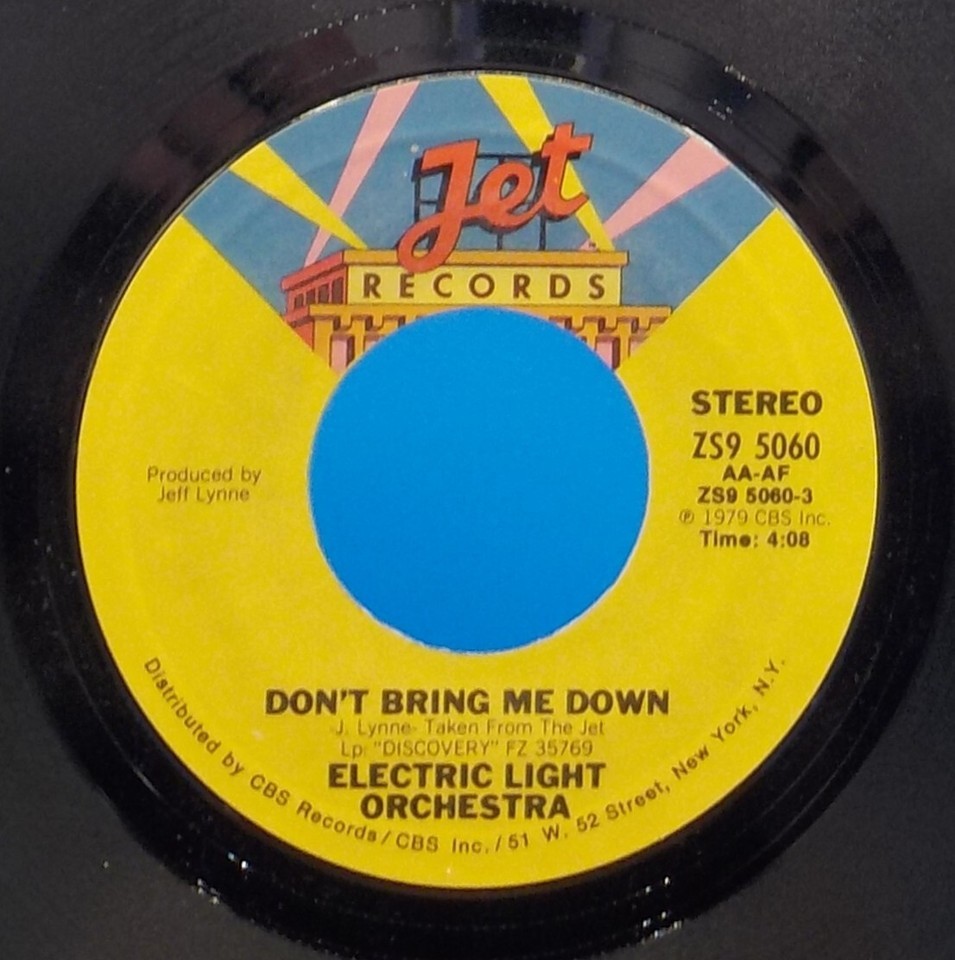 Jet
RECORDS
STEREO
ZS9 5060
AA-AF
ZS9 5060-3
℗ 1979 CBS Inc.
Time: 4:08
Produced by
Jeff Lynne
DON'T BRING ME DOWN
-J. Lynne- Taken From The Jet
Lp: "DISCOVERY" FZ 35769
ELECTRIC LIGHT
ORCHESTRA
Distributed by CBS Records/CBS Inc./51 W. 52 Street, New York, N.Y.